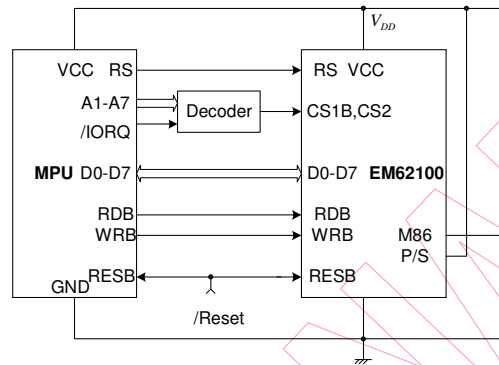 VDD
VCC RS RS VCC
A1-A7 Decoder CS1B,CS2
/IORQ
MPU D0-D7 D0-D7 EM62100
RDB RDB
WRB WRB M86
P/S
RESB RESB
GND
/Reset